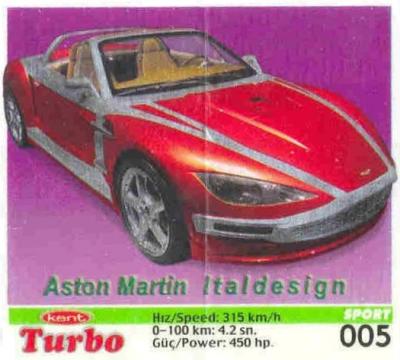 Aston Martin Italdesign
kent
Turbo
Hız/Speed: 315 km/h
0-100 km: 4.2 sn.
Güç/Power: 450 hp.
SPORT
005